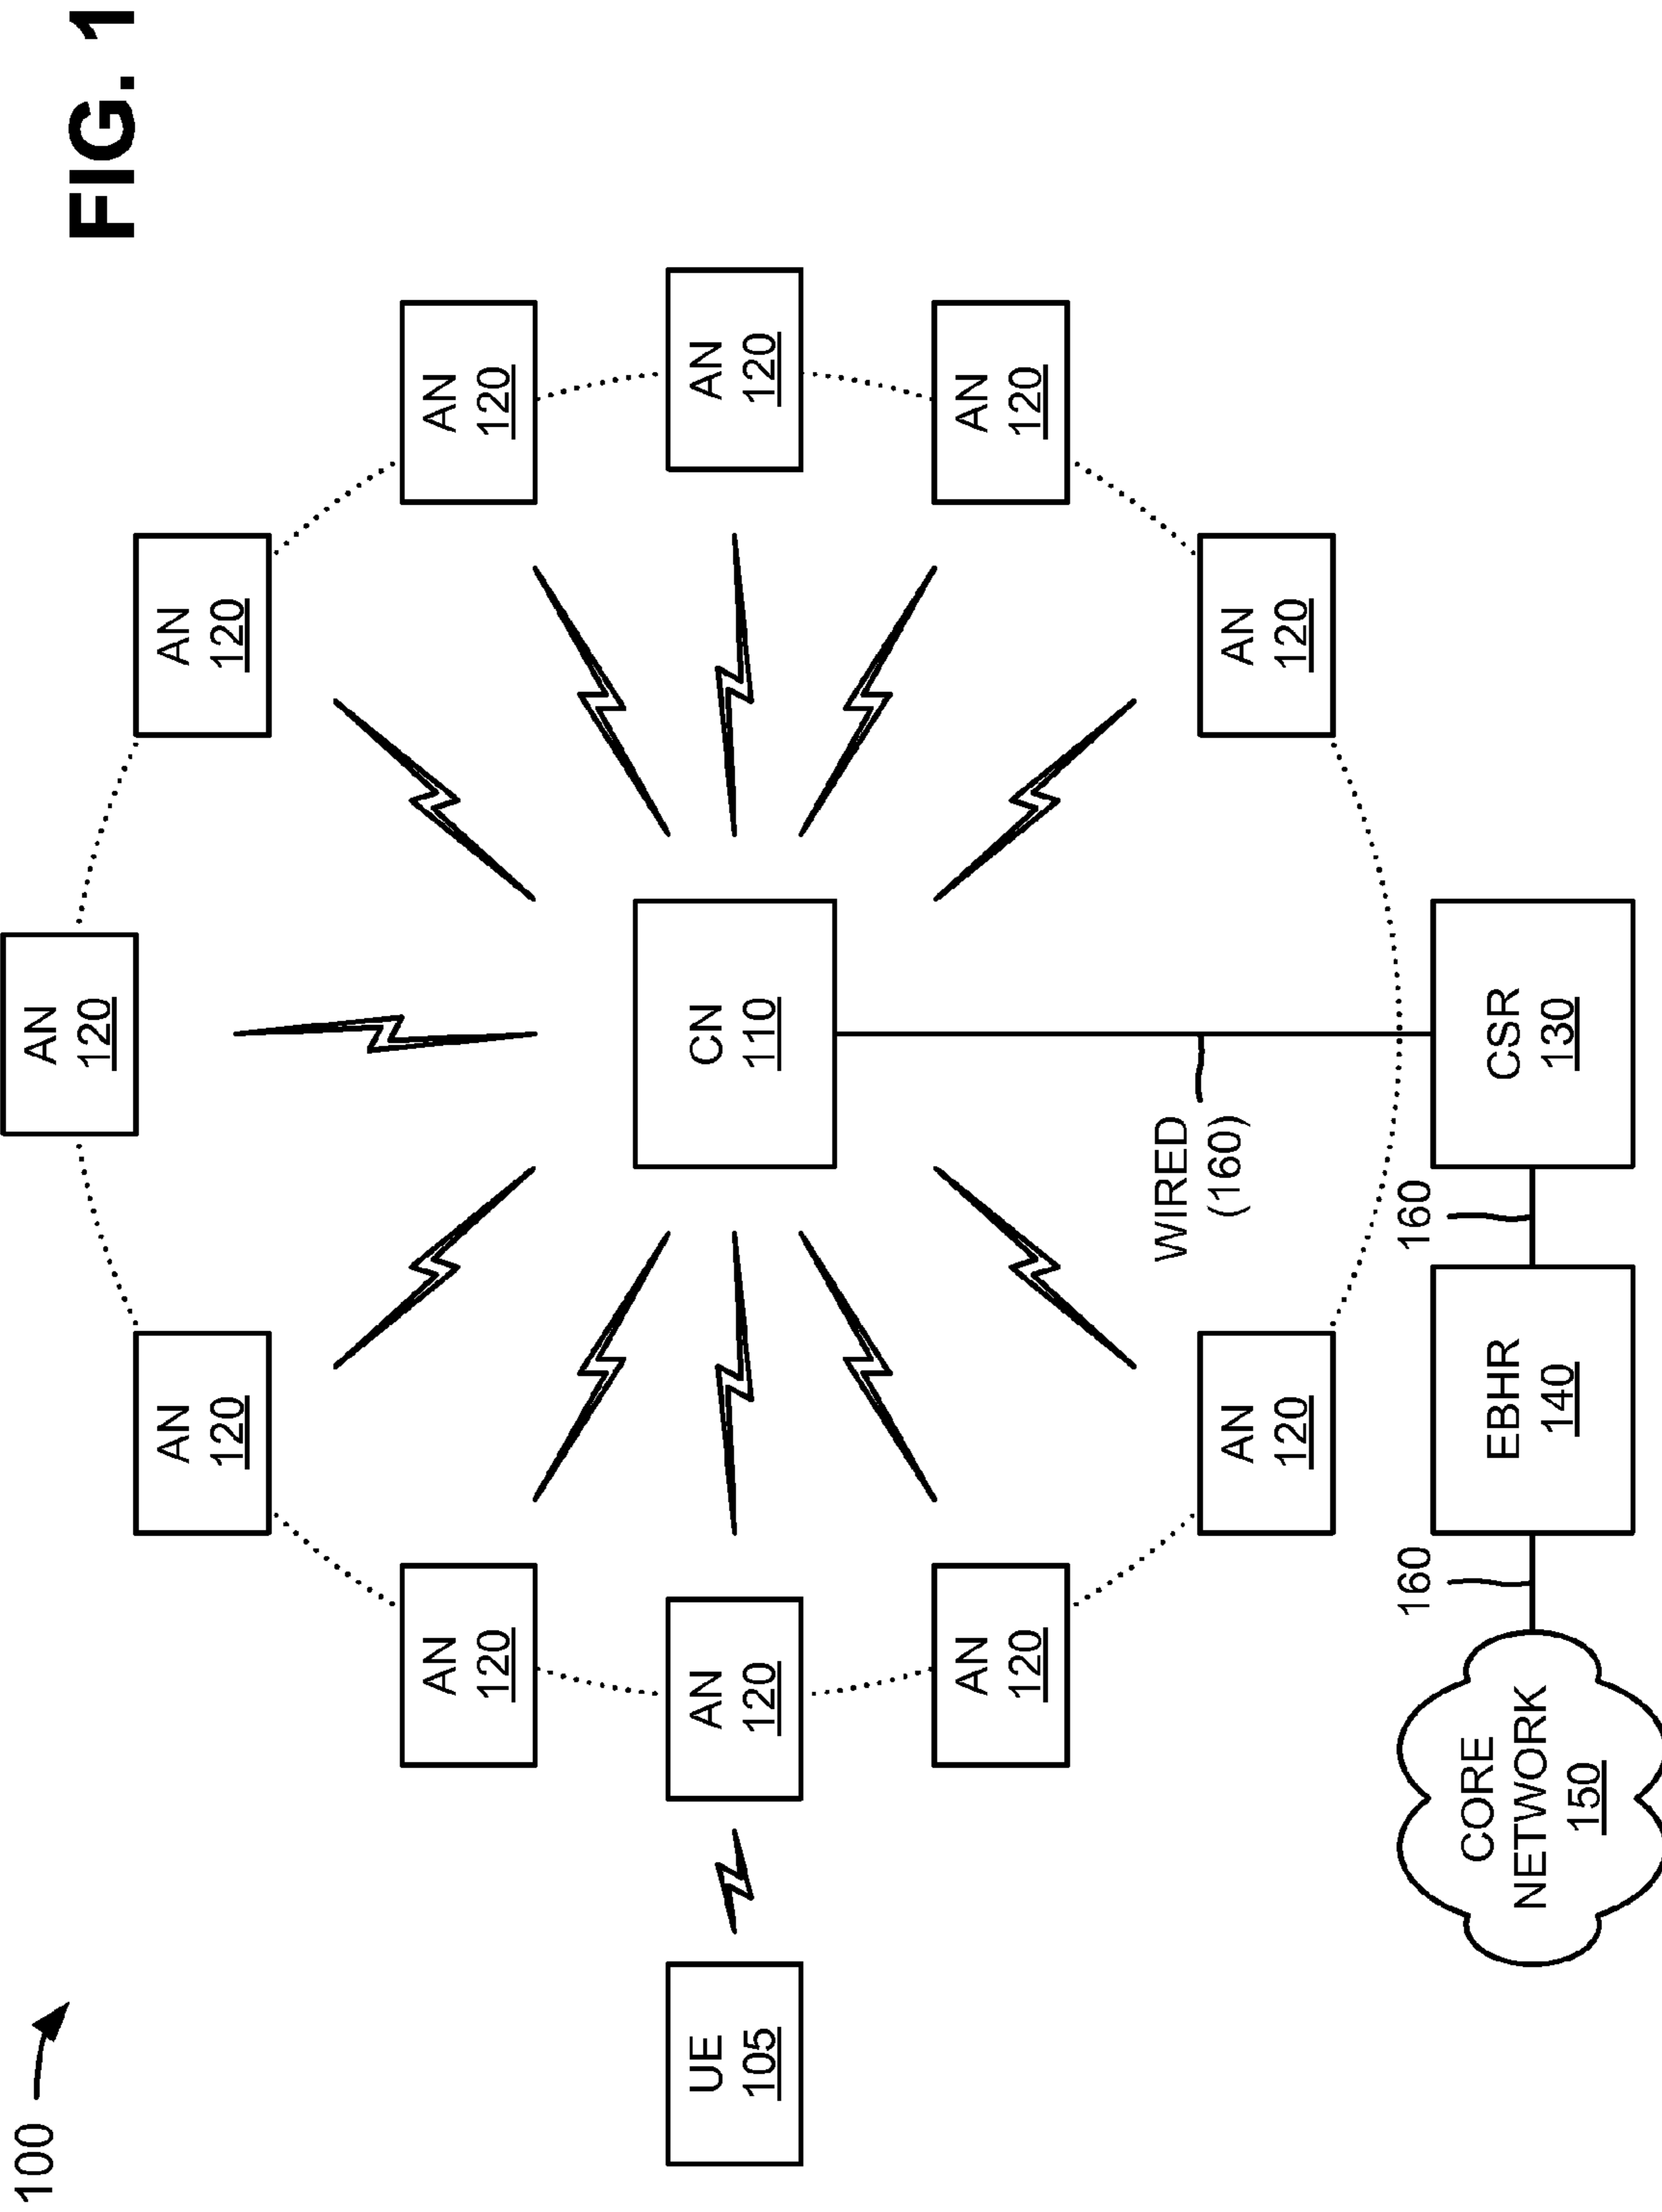 100
FIG. 1
AN
120
AN
120
AN
120
AN
120
AN
120
AN
120
AN
120
AN
120
UE
105
CN
110
AN
120
AN
120
AN
120
WIRED
(160)
160
160
CORE
NETWORK
150
EBHR
140
CSR
130